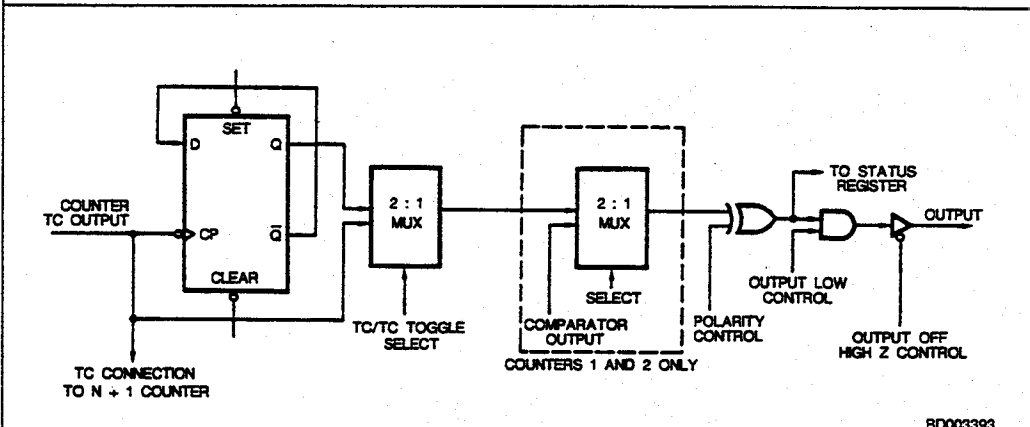 SET
D
Q
COUNTER
TC OUTPUT
CP
Q
CLEAR
2 : 1
MUX
TC/TC TOGGLE
SELECT
TC CONNECTION
TO N + 1 COUNTER
2 : 1
MUX
SELECT
COMPARATOR
OUTPUT
COUNTERS 1 AND 2 ONLY
POLARITY
CONTROL
TO STATUS
REGISTER
OUTPUT
OUTPUT LOW
CONTROL
OUTPUT OFF
HIGH Z CONTROL
BD003393